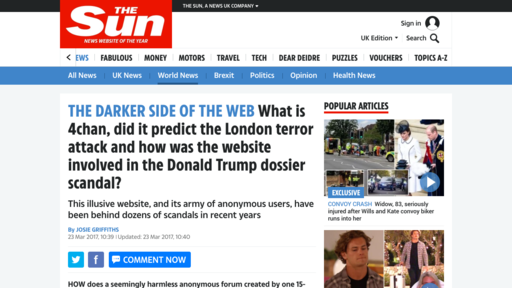 THE
Sun
NEWS WEBSITE OF THE YEAR
THE SUN, A NEWS UK COMPANY
Sign in
UK Edition
Search
EWS FABULOUS MONEY MOTORS TRAVEL TECH DEAR DEIDRE PUZZLES VOUCHERS TOPICS A-Z
All News UK News World News Brexit Politics Opinion Health News
THE DARKER SIDE OF THE WEB What is
4chan, did it predict the London terror
attack and how was the website
involved in the Donald Trump dossier
scandal?
This illusive website, and its army of anonymous users, have
been behind dozens of scandals in recent years
By JOSIE GRIFFITHS
23 Mar 2017, 10:39 | Updated: 23 Mar 2017, 10:40
COMMENT NOW
HOW does a seemingly harmless anonymous forum created by one 15-
POPULAR ARTICLES
EXCLUSIVE
CONVOY CRASH Widow, 83, seriously
injured after Wills and Kate convoy biker
runs into her